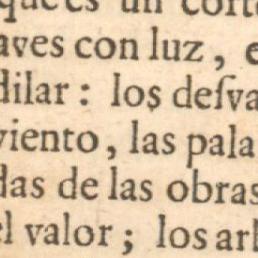 que es un corte
aves con luz, e
dilar: los desva
viento, las pala
das de las obras
el valor; los arb